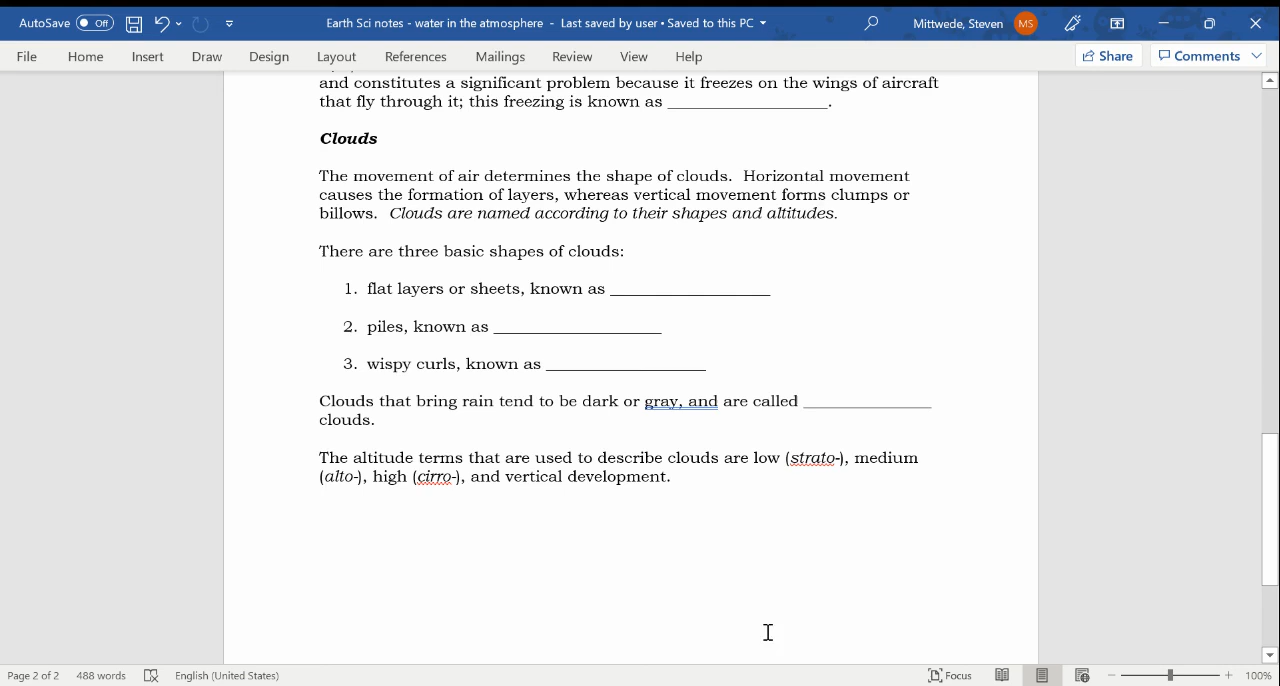 AutoSave Off Earth Sci notes - water in the atmosphere - Last saved by user • Saved to this PC Mittwede, Steven MS
File Home Insert Draw Design Layout References Mailings Review View Help Share Comments
and constitutes a significant problem because it freezes on the wings of aircraft
that fly through it; this freezing is known as ____________________.
Clouds
The movement of air determines the shape of clouds. Horizontal movement
causes the formation of layers, whereas vertical movement forms clumps or
billows. Clouds are named according to their shapes and altitudes.
There are three basic shapes of clouds:
1. flat layers or sheets, known as ____________________
2. piles, known as _____________________
3. wispy curls, known as ____________________
Clouds that bring rain tend to be dark or gray, and are called ________________
clouds.
The altitude terms that are used to describe clouds are low (strato-), medium
(alto-), high (cirro-), and vertical development.
Page 2 of 2 488 words English (United States) Focus 100%